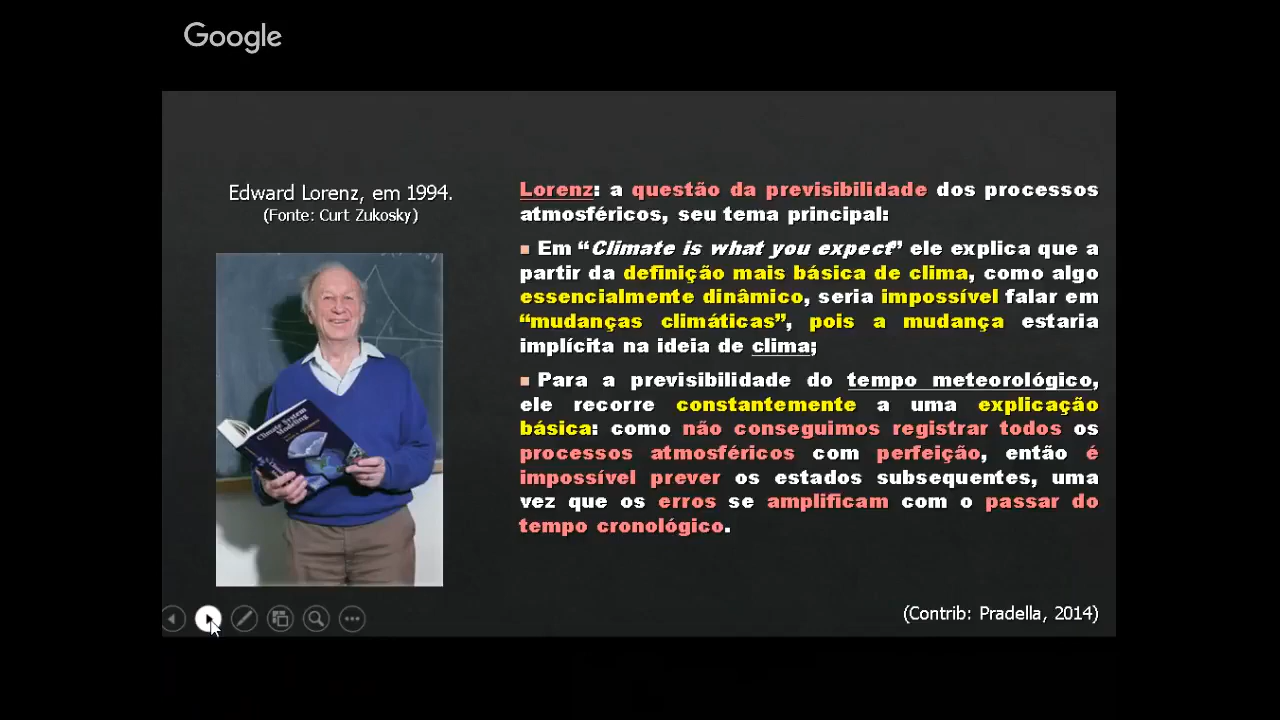 Google
Edward Lorenz, em 1994.
(Fonte: Curt Zukosky)
Climate System
Modeling
Lorenz: a questão da previsibilidade dos processos
atmosféricos, seu tema principal:
▪ Em “Climate is what you expect” ele explica que a
partir da definição mais básica de clima, como algo
essencialmente dinâmico, seria impossível falar em
“mudanças climáticas”, pois a mudança estaria
implícita na ideia de clima;
▪ Para a previsibilidade do tempo meteorológico,
ele recorre constantemente a uma explicação
básica: como não conseguimos registrar todos os
processos atmosféricos com perfeição, então é
impossível prever os estados subsequentes, uma
vez que os erros se amplificam com o passar do
tempo cronológico.
(Contrib: Pradella, 2014)